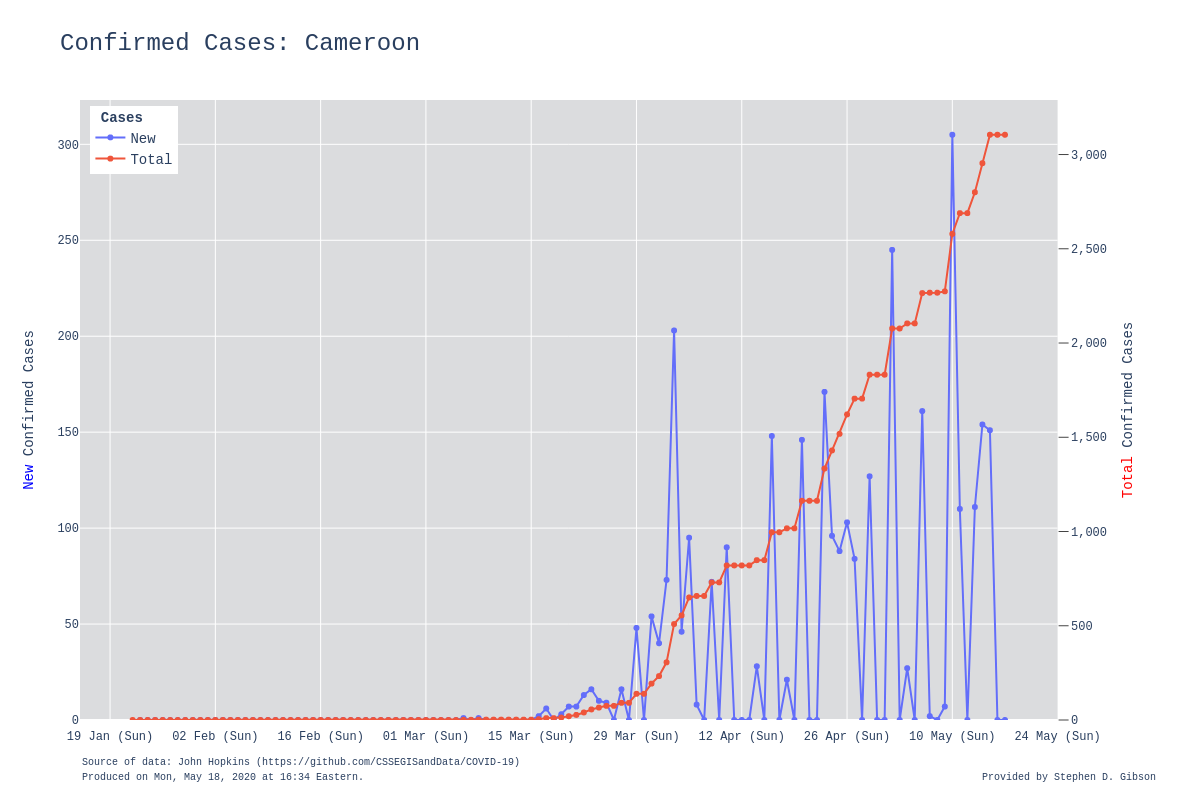 Confirmed Cases: Cameroon
Cases
New
Total
300
250
200
150
100
50
0
3,000
2,500
2,000
1,500
1,000
500
0
New Confirmed Cases
Total Confirmed Cases
19 Jan (Sun) 02 Feb (Sun) 16 Feb (Sun) 01 Mar (Sun) 15 Mar (Sun) 29 Mar (Sun) 12 Apr (Sun) 26 Apr (Sun) 10 May (Sun) 24 May (Sun)
Source of data: John Hopkins (https://github.com/CSSEGISandData/COVID-19)
Produced on Mon, May 18, 2020 at 16:34 Eastern.
Provided by Stephen D. Gibson